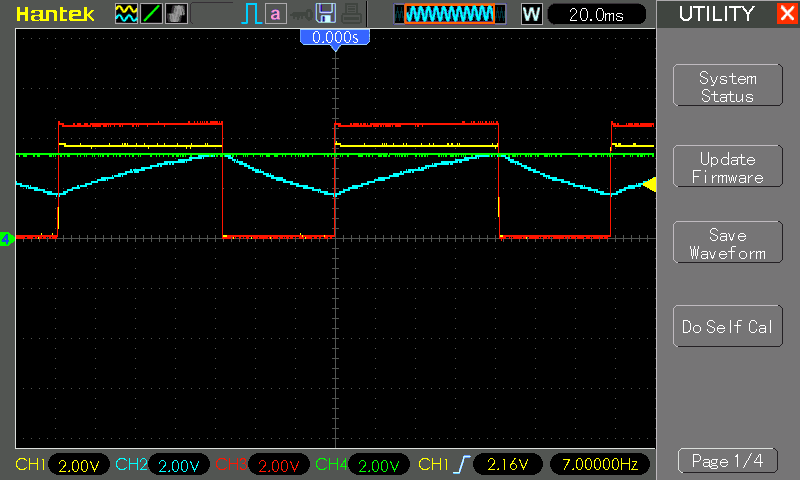 Hantek
a
W
20.0ms
UTILITY
X
0.000s
System
Status
Update
Firmware
Save
Waveform
Do Self Cal
4
CH1 2.00V CH2 2.00V CH3 2.00V CH4 2.00V CH1 2.16V 7.00000Hz
Page 1/4